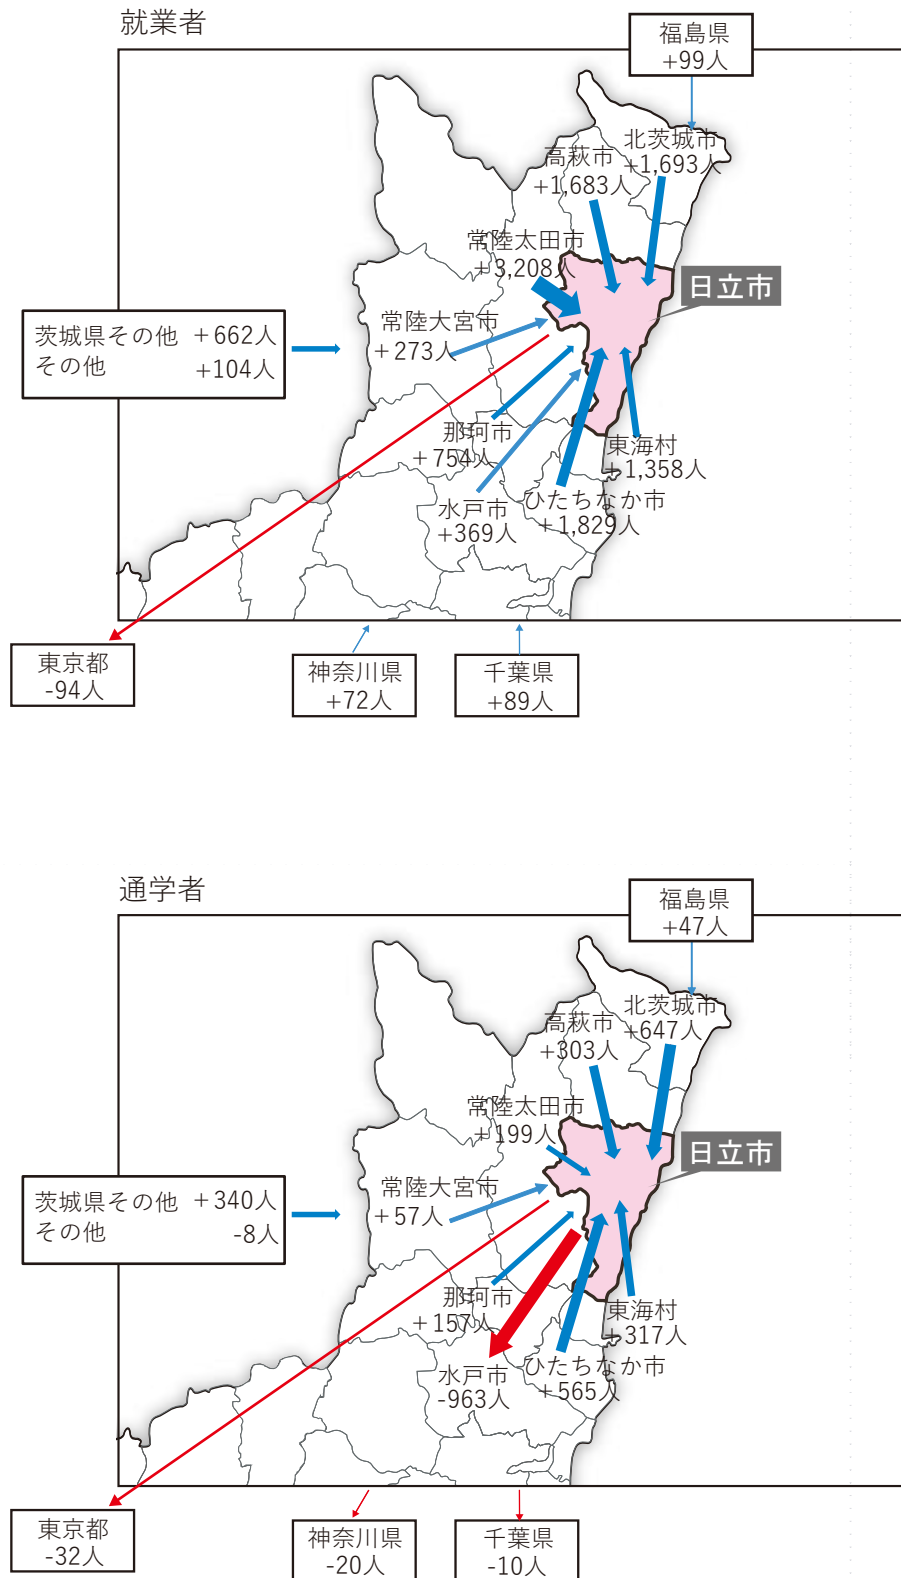 就業者
福島県
+99人
北茨城市
+1,693人
高萩市
+1,683人
常陸太田市
+3,208人
日立市
茨城県その他 +662人
その他 +104人
常陸大宮市
+273人
那珂市
+754人
東海村
+1,358人
水戸市
+369人
ひたちなか市
+1,829人
東京都
-94人
神奈川県
+72人
千葉県
+89人
通学者
福島県
+47人
北茨城市
+647人
高萩市
+303人
常陸太田市
+199人
日立市
茨城県その他 +340人
その他 -8人
常陸大宮市
+57人
那珂市
+157人
東海村
+317人
水戸市
-963人
ひたちなか市
+565人
東京都
-32人
神奈川県
-20人
千葉県
-10人